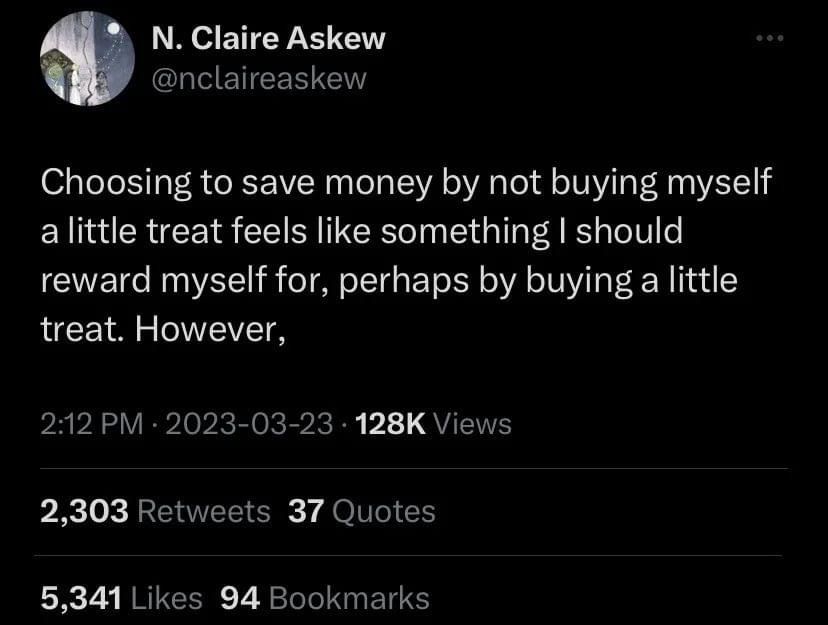 N. Claire Askew
@nclaireaskew
Choosing to save money by not buying myself
a little treat feels like something I should
reward myself for, perhaps by buying a little
treat. However,
2:12 PM · 2023-03-23 · 128K Views
2,303 Retweets 37 Quotes
5,341 Likes 94 Bookmarks